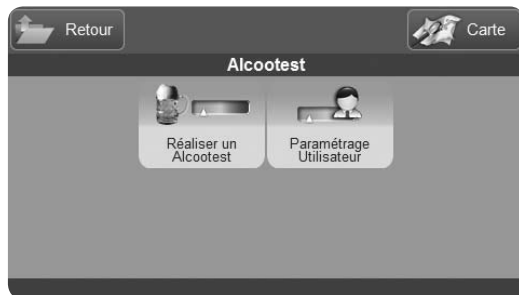 Retour
Carte
Alcootest
Réaliser un
Alcootest
Paramétrage
Utilisateur